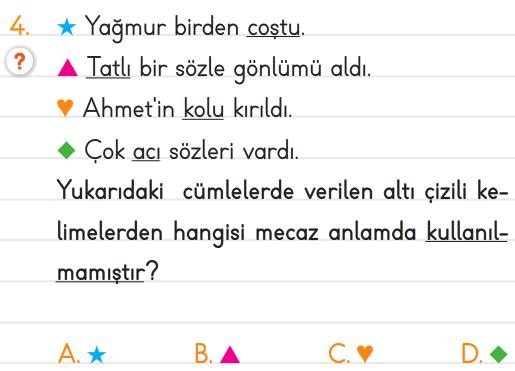 4. ★ Yağmur birden coştu.
? ▲ Tatlı bir sözle gönlümü aldı.
♥ Ahmet'in kolu kırıldı.
◆ Çok acı sözleri vardı.
Yukarıdaki cümlelerde verilen altı çizili ke-
limelerden hangisi mecaz anlamda kullanıl-
mamıştır?
A. ★ B. ▲ C. ♥ D. ◆